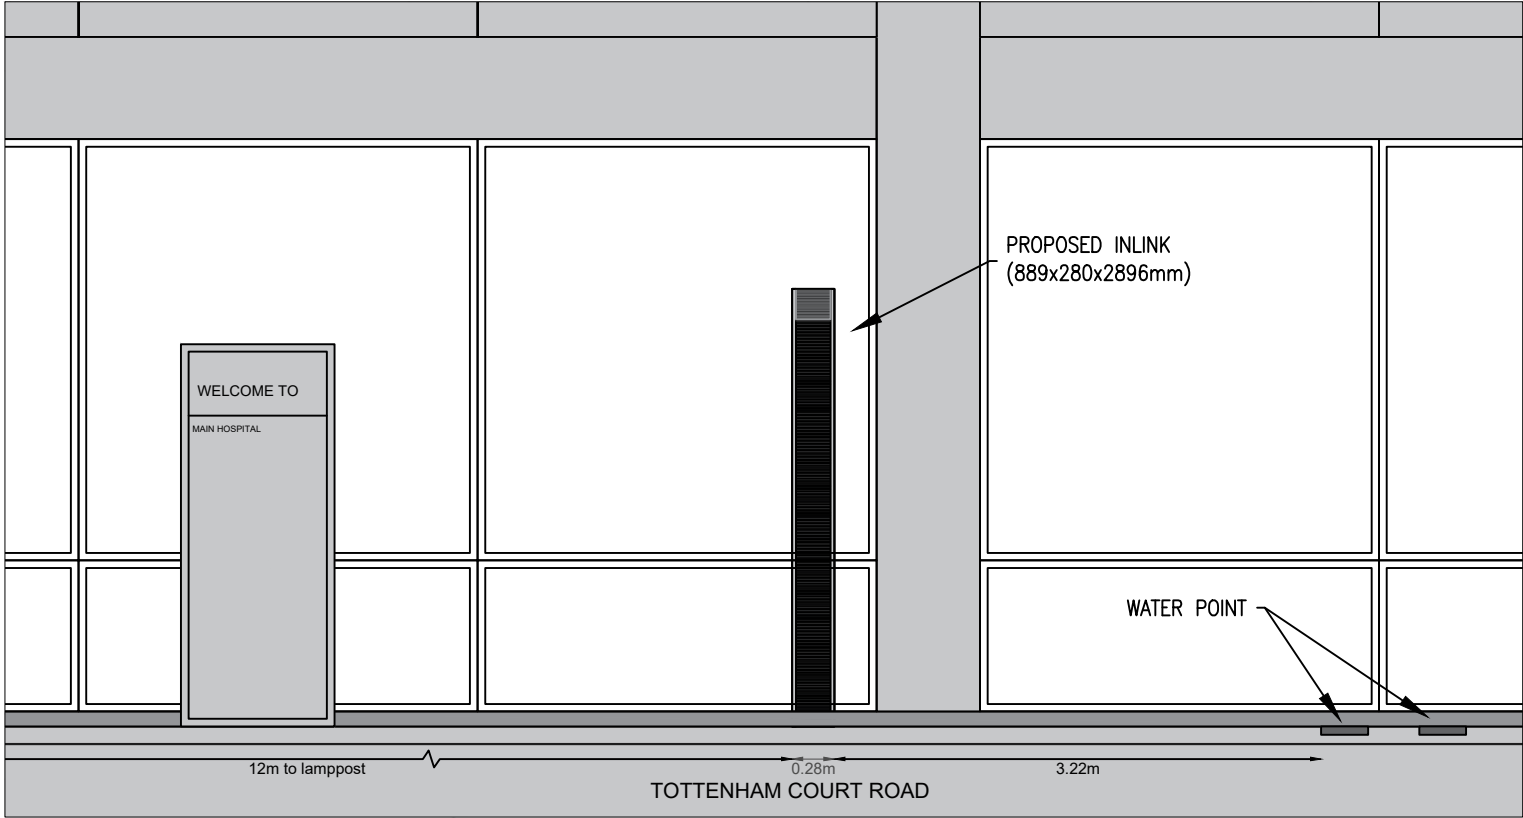 PROPOSED INLINK
(889x280x2896mm)
WELCOME TO
MAIN HOSPITAL
WATER POINT
12m to lamppost
0.28m
3.22m
TOTTENHAM COURT ROAD